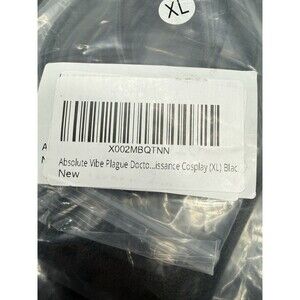 XL
X002MBQTNN
Absolute Vibe Plague Docto...issance Cosplay (XL) Blac
New